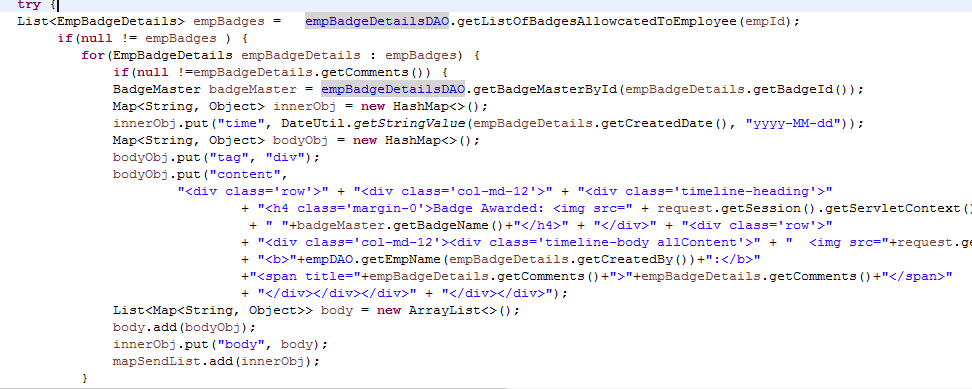 try {
List<EmpBadgeDetails> empBadges =   empBadgeDetailsDAO.getListOfBadgesAllowcatedToEmployee(empId);
if(null != empBadges ) {
for(EmpBadgeDetails empBadgeDetails : empBadges) {
if(null !=empBadgeDetails.getComments()) {
BadgeMaster badgeMaster = empBadgeDetailsDAO.getBadgeMasterById(empBadgeDetails.getBadgeId());
Map<String, Object> innerObj = new HashMap<>();
innerObj.put("time", DateUtil.getStringValue(empBadgeDetails.getCreatedDate(), "yyyy-MM-dd"));
Map<String, Object> bodyObj = new HashMap<>();
bodyObj.put("tag", "div");
bodyObj.put("content",
"<div class='row'>" + "<div class='col-md-12'>" + "<div class='timeline-heading'>"
+ "<h4 class='margin-0'>Badge Awarded: <img src=" + request.getSession().getServletContext()
+ " "+badgeMaster.getBadgeName()+"</h4>" + "</div>" + "<div class='row'>"
+ "<div class='col-md-12'><div class='timeline-body allContent'>" + "  <img src="+request.ge
+ "<b>"+empDAO.getEmpName(empBadgeDetails.getCreatedBy())+":</b>"
+"<span title="+empBadgeDetails.getComments()+">"+empBadgeDetails.getComments()+"</span>"
+ "</div></div></div>" + "</div></div>");
List<Map<String, Object>> body = new ArrayList<>();
body.add(bodyObj);
innerObj.put("body", body);
mapSendList.add(innerObj);
}